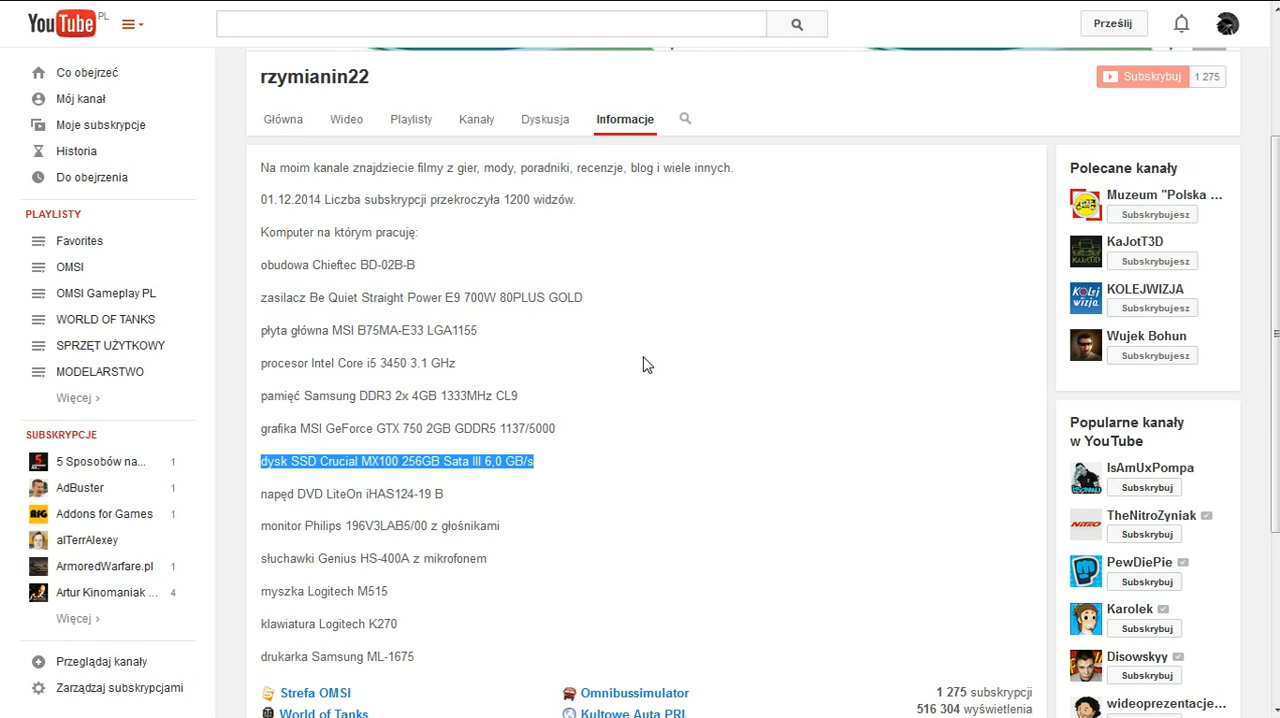 YouTube PL
Prześlij
Co obejrzeć
Mój kanał
Moje subskrypcje
Historia
Do obejrzenia
PLAYLISTY
Favorites
OMSI
OMSI Gameplay PL
WORLD OF TANKS
SPRZĘT UŻYTKOWY
MODELARSTWO
Więcej ›
SUBSKRYPCJE
5 Sposobów na... 1
AdBuster 1
Addons for Games 1
alTerrAlexey
ArmoredWarfare.pl 1
Artur Kinomaniak ... 4
Więcej ›
Przeglądaj kanały
Zarządzaj subskrypcjami
rzymianin22
Subskrybuj 1 275
Główna Wideo Playlisty Kanały Dyskusja Informacje
Na moim kanale znajdziecie filmy z gier, mody, poradniki, recenzje, blog i wiele innych.
01.12.2014 Liczba subskrypcji przekroczyła 1200 widzów.
Komputer na którym pracuję:
obudowa Chieftec BD-02B-B
zasilacz Be Quiet Straight Power E9 700W 80PLUS GOLD
płyta główna MSI B75MA-E33 LGA1155
procesor Intel Core i5 3450 3.1 GHz
pamięć Samsung DDR3 2x 4GB 1333MHz CL9
grafika MSI GeForce GTX 750 2GB GDDR5 1137/5000
dysk SSD Crucial MX100 256GB Sata III 6,0 GB/s
napęd DVD LiteOn iHAS124-19 B
monitor Philips 196V3LAB5/00 z głośnikami
słuchawki Genius HS-400A z mikrofonem
myszka Logitech M515
klawiatura Logitech K270
drukarka Samsung ML-1675
Strefa OMSI Omnibussimulator 1 275 subskrypcji
World of Tanks Kultowe Auta PRL 516 304 wyświetlenia
Polecane kanały
Muzeum "Polska ...
Subskrybujesz
KaJotT3D
Subskrybujesz
KOLEJWIZJA
Subskrybujesz
Wujek Bohun
Subskrybujesz
Popularne kanały
w YouTube
IsAmUxPompa
Subskrybuj
TheNitroZyniak
Subskrybuj
PewDiePie
Subskrybuj
Karolek
Subskrybuj
Disowskyy
Subskrybuj
wideoprezentacje...